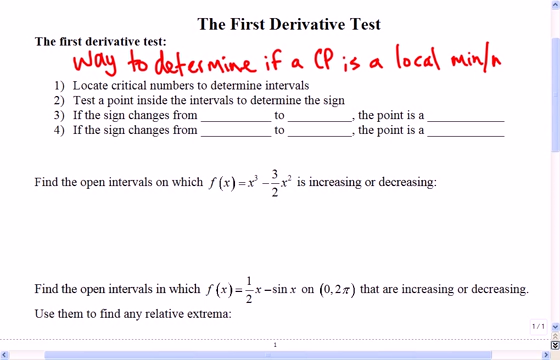 The First Derivative Test
The first derivative test:
Way to determine if a CP is a local min/
1) Locate critical numbers to determine intervals
2) Test a point inside the intervals to determine the sign
3) If the sign changes from __________ to __________, the point is a ____________
4) If the sign changes from __________ to __________, the point is a ____________
Find the open intervals on which f(x) = x³ − 3/2 x² is increasing or decreasing:
Find the open intervals in which f(x) = 1/2 x − sin x on (0, 2π) that are increasing or decreasing.
Use them to find any relative extrema:
1/1
1